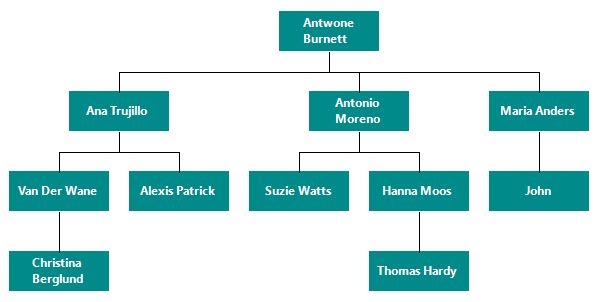 Antwone
Burnett
Ana Trujillo
Antonio
Moreno
Maria Anders
Van Der Wane
Alexis Patrick
Suzie Watts
Hanna Moos
John
Christina
Berglund
Thomas Hardy